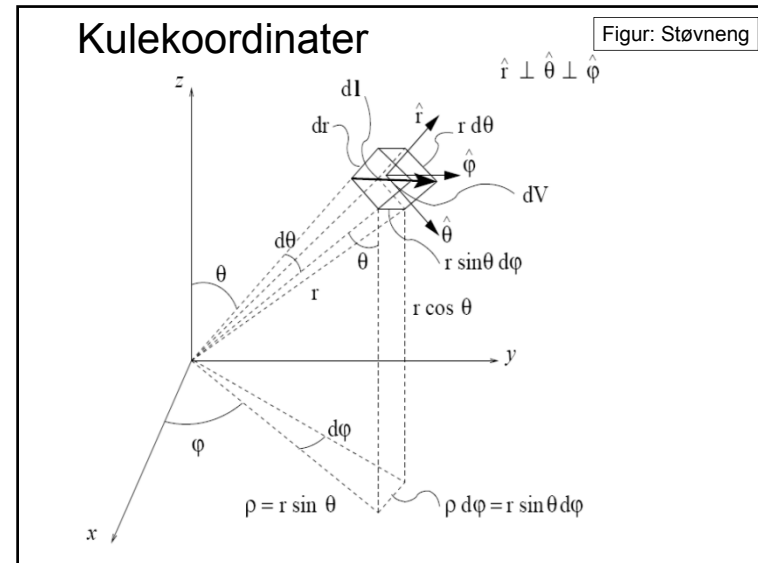 Kulekoordinater
Figur: Støvneng
r̂ ⊥ θ̂ ⊥ φ̂
z
dl
dr
r̂
r dθ
φ̂
dV
θ̂
r sinθ dφ
dθ
θ
θ
r
r cos θ
y
φ
dφ
ρ = r sin θ
ρ dφ = r sinθ dφ
x